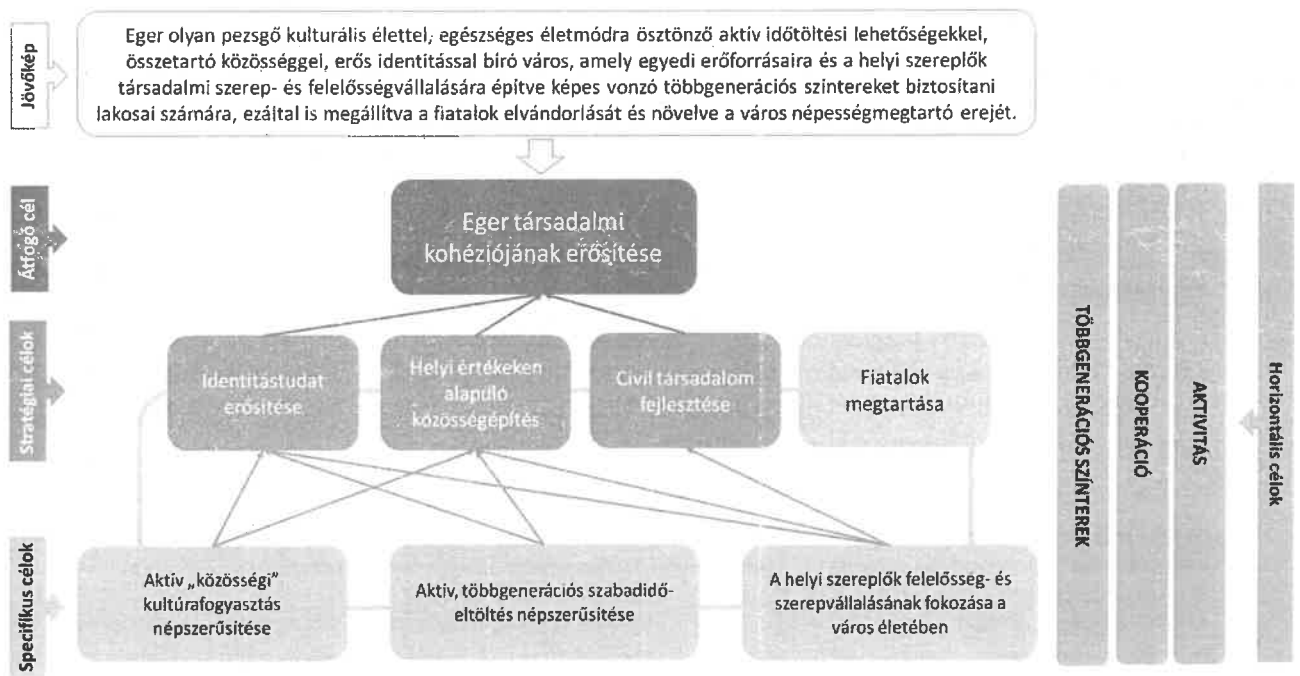 Jövőkép
Eger olyan pezsgő kulturális élettel, egészséges életmódra ösztönző aktív időtöltési lehetőségekkel,
összetartó közösséggel, erős identitással bíró város, amely egyedi erőforrásaira és a helyi szereplők
társadalmi szerep- és felelősségvállalására építve képes vonzó többgenerációs színtereket biztosítani
lakosai számára, ezáltal is megállítva a fiatalok elvándorlását és növelve a város népességmegtartó erejét.
Átfogó cél
Eger társadalmi
kohéziójának erősítése
Stratégiai célok
Identitástudat
erősítése
Helyi értékeken
alapuló
közösségépítés
Civil társadalom
fejlesztése
Fiatalok
megtartása
Specifikus célok
Aktív „közösségi”
kultúrafogyasztás
népszerűsítése
Aktív, többgenerációs szabadidő-
eltöltés népszerűsítése
A helyi szereplők felelősség- és
szerepvállalásának fokozása a
város életében
TÖBBGENERÁCIÓS SZÍNTEREK
KOOPERÁCIÓ
AKTIVITÁS
Horizontális célok